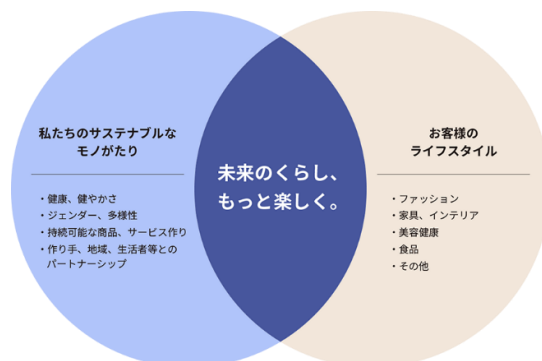 私たちのサステナブルな
モノがたり
・健康、健やかさ
・ジェンダー、多様性
・持続可能な商品、サービス作り
・作り手、地域、生活者等との
パートナーシップ
未来のくらし、
もっと楽しく。
お客様の
ライフスタイル
・ファッション
・家具、インテリア
・美容健康
・食品
・その他